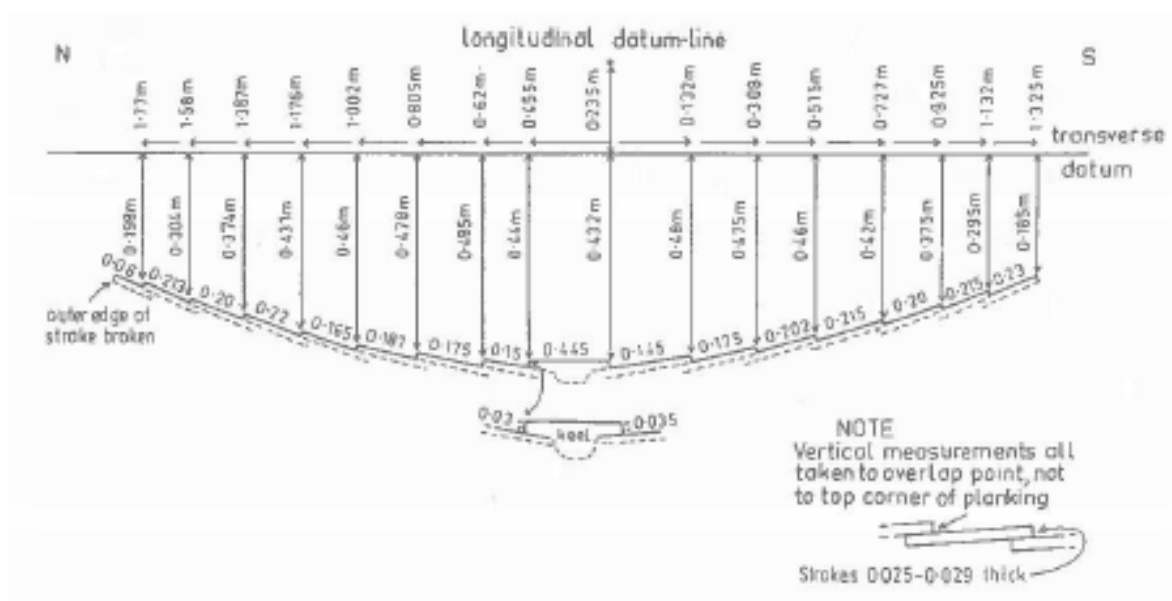 longitudinal datum-line
N
S
1·77m
1·58m
1·387m
1·176m
1·002m
0·805m
0·62m
0·455m
0·235m
0·132m
0·309m
0·515m
0·727m
0·925m
1·132m
1·325m
transverse
datum
0·199m
0·304m
0·374m
0·437m
0·46m
0·478m
0·495m
0·44m
0·432m
0·48m
0·475m
0·46m
0·42m
0·375m
0·295m
0·185m
0·06
0·213
0·20
0·22
0·165
0·187
0·175
0·15
0·445
0·145
0·175
0·202
0·215
0·20
0·215
0·23
outer edge of
strake broken
0·03
keel
0·035
NOTE
Vertical measurements all
taken to overlap point, not
to top corner of planking
Strakes 0·025-0·029 thick